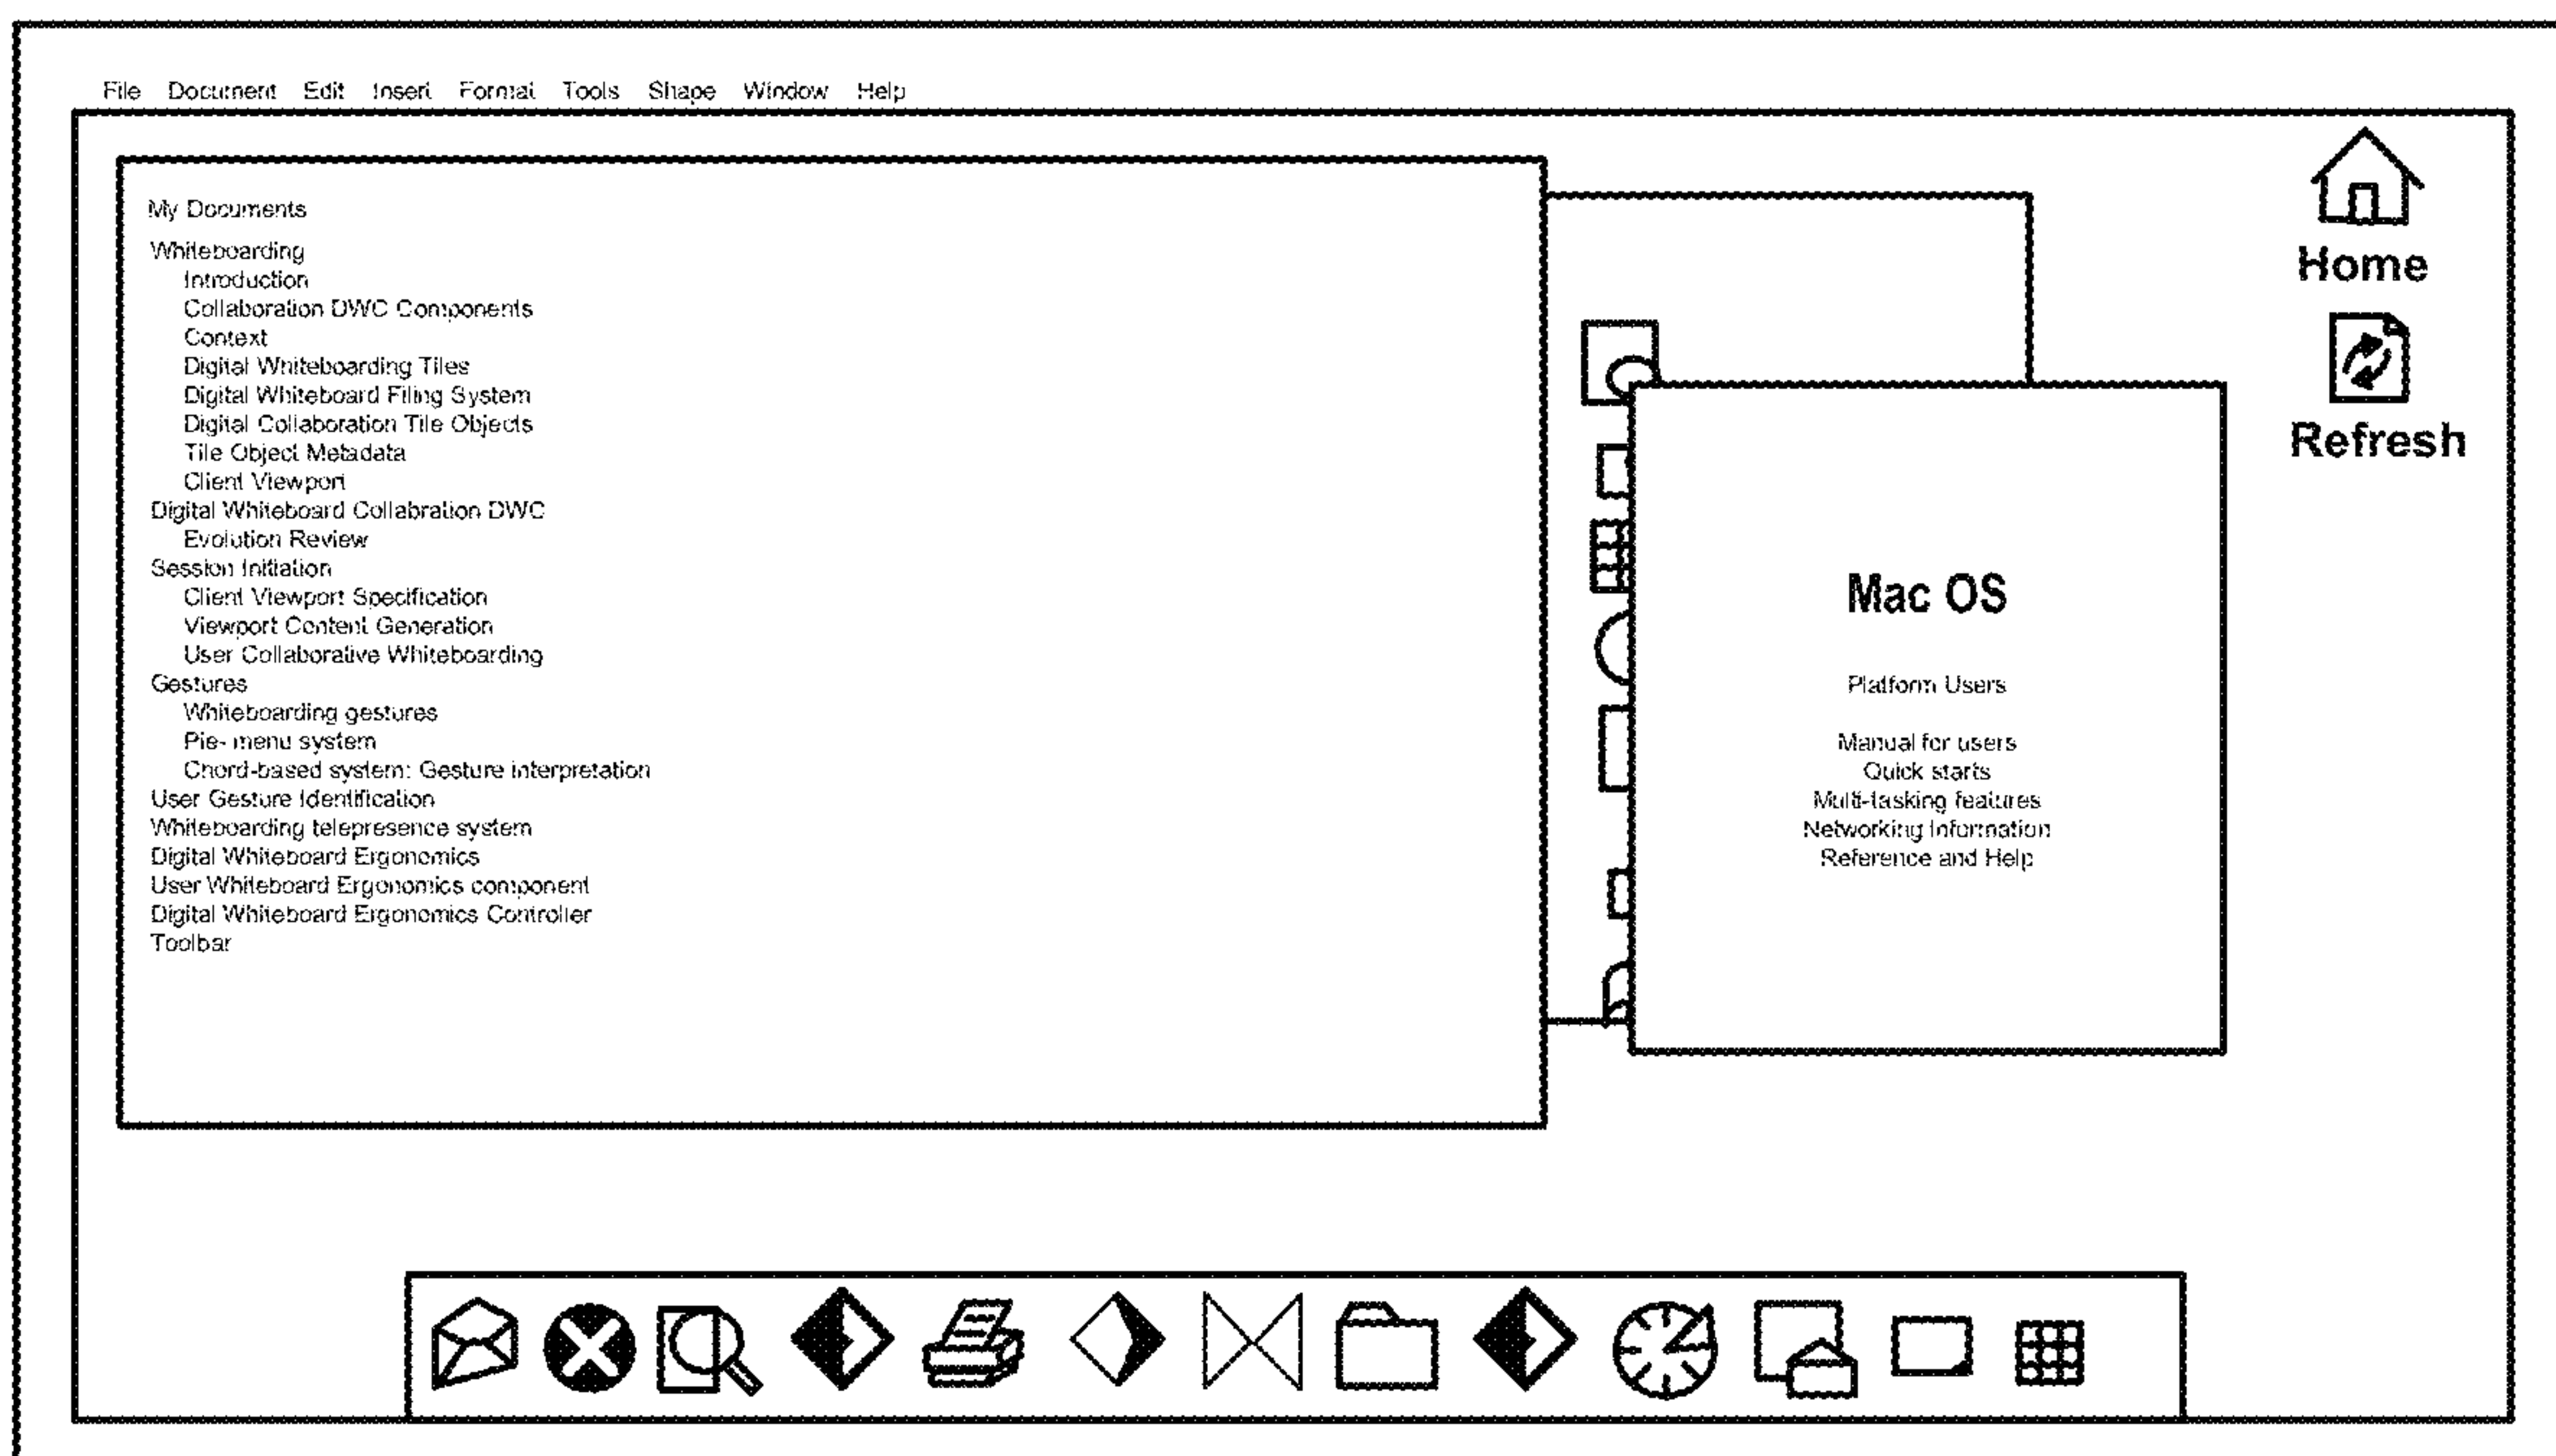 File Document Edit Insert Format Tools Shape Window Help
My Documents
Whiteboarding
Introduction
Collaboration DWC Components
Context
Digital Whiteboarding Tiles
Digital Whiteboard Filing System
Digital Collaboration Tile Objects
Tile Object Metadata
Client Viewport
Digital Whiteboard Collabration DWC
Evolution Review
Session Initiation
Client Viewport Specification
Viewport Content Generation
User Collaborative Whiteboarding
Gestures
Whiteboarding gestures
Pie- menu system
Chord-based system: Gesture interpretation
User Gesture Identification
Whiteboarding telepresence system
Digital Whiteboard Ergonomics
User Whiteboard Ergonomics component
Digital Whiteboard Ergonomics Controller
Toolbar
Mac OS
Platform Users
Manual for users
Quick starts
Multi-tasking features
Networking Information
Reference and Help
Home
Refresh